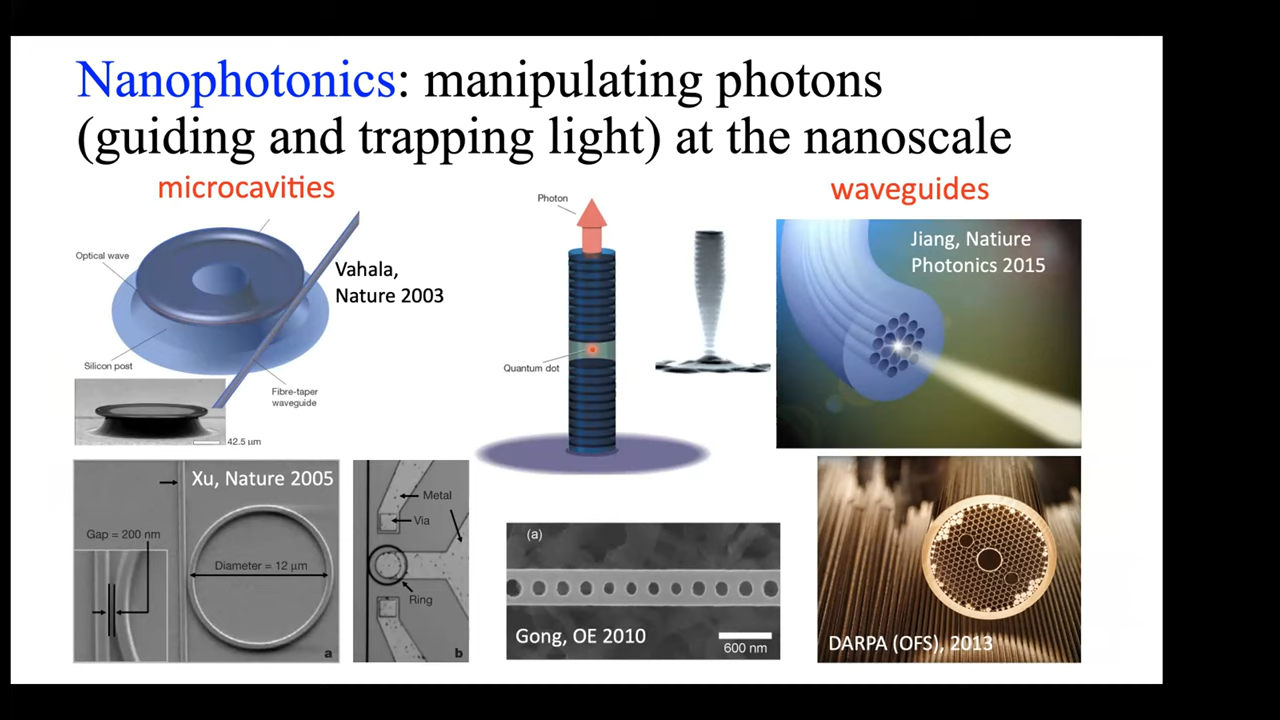 Nanophotonics: manipulating photons
(guiding and trapping light) at the nanoscale
microcavities
waveguides
Optical wave
Vahala,
Nature 2003
Silicon post
Fibre-taper
waveguide
42.5 μm
Photon
Quantum dot
Jiang, Natiure
Photonics 2015
Xu, Nature 2005
Gap = 200 nm
Diameter = 12 μm
a
Metal
Via
Ring
b
(a)
Gong, OE 2010
600 nm
DARPA (OFS), 2013